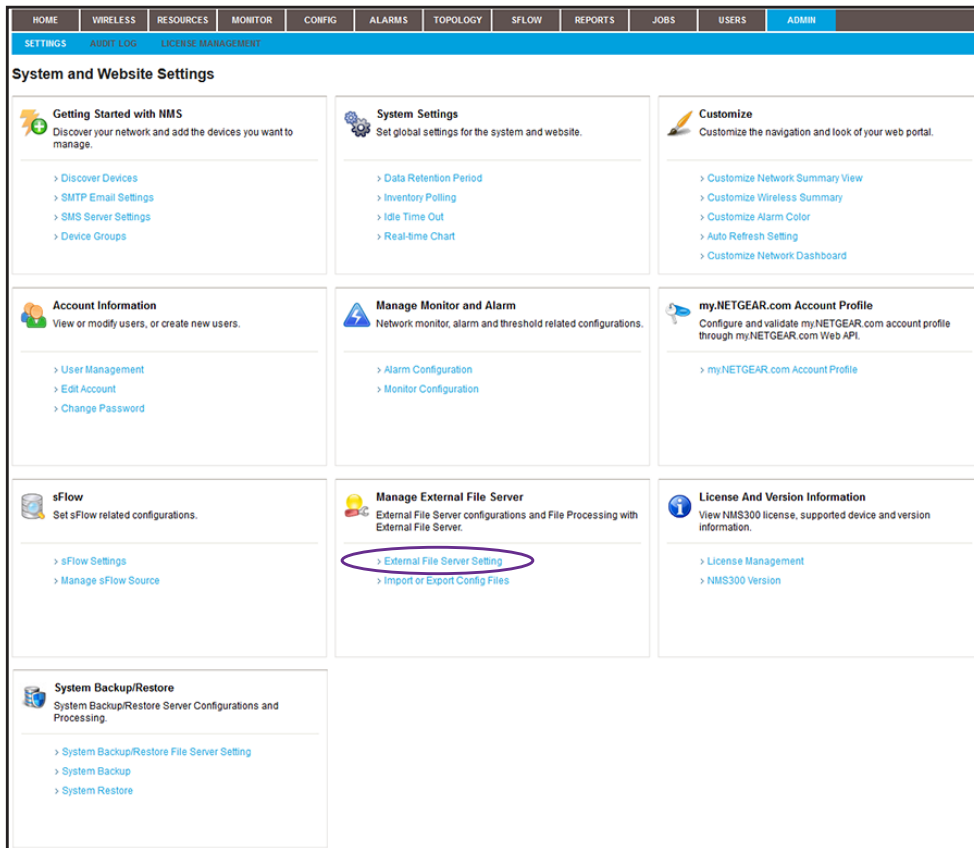 HOME WIRELESS RESOURCES MONITOR CONFIG ALARMS TOPOLOGY SFLOW REPORTS JOBS USERS ADMIN
SETTINGS AUDIT LOG LICENSE MANAGEMENT
System and Website Settings
Getting Started with NMS
Discover your network and add the devices you want to
manage.
> Discover Devices
> SMTP Email Settings
> SMS Server Settings
> Device Groups
System Settings
Set global settings for the system and website.
> Data Retention Period
> Inventory Polling
> Idle Time Out
> Real-time Chart
Customize
Customize the navigation and look of your web portal.
> Customize Network Summary View
> Customize Wireless Summary
> Customize Alarm Color
> Auto Refresh Setting
> Customize Network Dashboard
Account Information
View or modify users, or create new users.
> User Management
> Edit Account
> Change Password
Manage Monitor and Alarm
Network monitor, alarm and threshold related configurations.
> Alarm Configuration
> Monitor Configuration
my.NETGEAR.com Account Profile
Configure and validate my.NETGEAR.com account profile
through my.NETGEAR.com Web API.
> my.NETGEAR.com Account Profile
sFlow
Set sFlow related configurations.
> sFlow Settings
> Manage sFlow Source
Manage External File Server
External File Server configurations and File Processing with
External File Server.
> External File Server Setting
> Import or Export Config Files
License And Version Information
View NMS300 license, supported device and version
information.
> License Management
> NMS300 Version
System Backup/Restore
System Backup/Restore Server Configurations and
Processing.
> System Backup/Restore File Server Setting
> System Backup
> System Restore